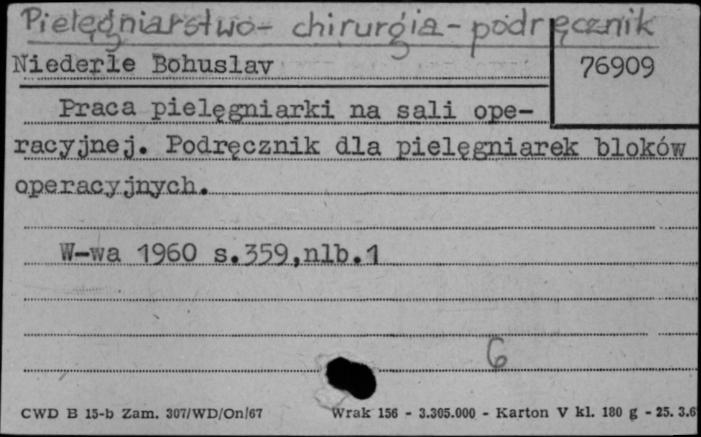 Pielęgniarstwo- chirurgia- podręcznik
Niederle Bohuslav
76909
Praca pielęgniarki na sali ope-
racyjnej. Podręcznik dla pielęgniarek bloków
operacyjnych.
W-wa 1960 s.359,nlb.1
6
CWD B 15-b Zam. 307/WD/On/67 Wrak 156 - 3.305.000 - Karton V kl. 180 g - 25. 3.6